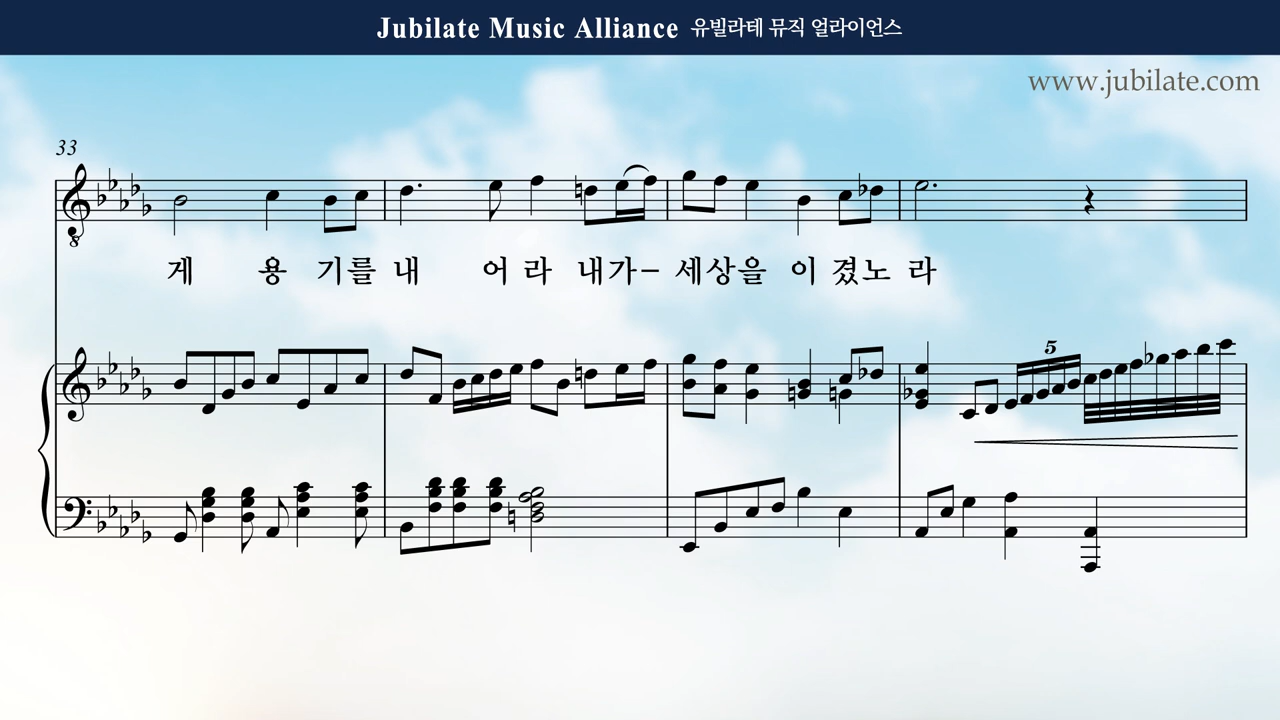 Jubilate Music Alliance 유빌라테 뮤직 얼라이언스
www.jubilate.com
33
게 용 기를 내 어 라 내가- 세상을 이 겼노 라
5